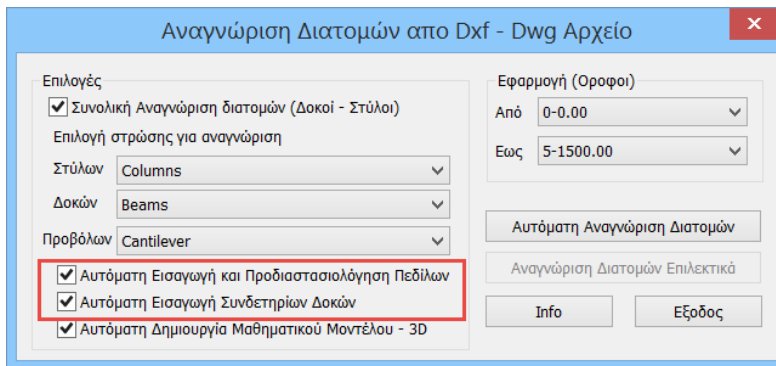 Αναγνώριση Διατομών απο Dxf - Dwg Αρχείο
Επιλογές
Συνολική Αναγνώριση διατομών (Δοκοί - Στύλοι)
Επιλογή στρώσης για αναγνώριση
Στύλων Columns
Δοκών Beams
Προβόλων Cantilever
Αυτόματη Εισαγωγή και Προδιαστασιολόγηση Πεδίλων
Αυτόματη Εισαγωγή Συνδετηρίων Δοκών
Αυτόματη Δημιουργία Μαθηματικού Μοντέλου - 3D
Εφαρμογή (Οροφοι)
Από 0-0.00
Εως 5-1500.00
Αυτόματη Αναγνώριση Διατομών
Αναγνώριση Διατομών Επιλεκτικά
Info Εξοδος